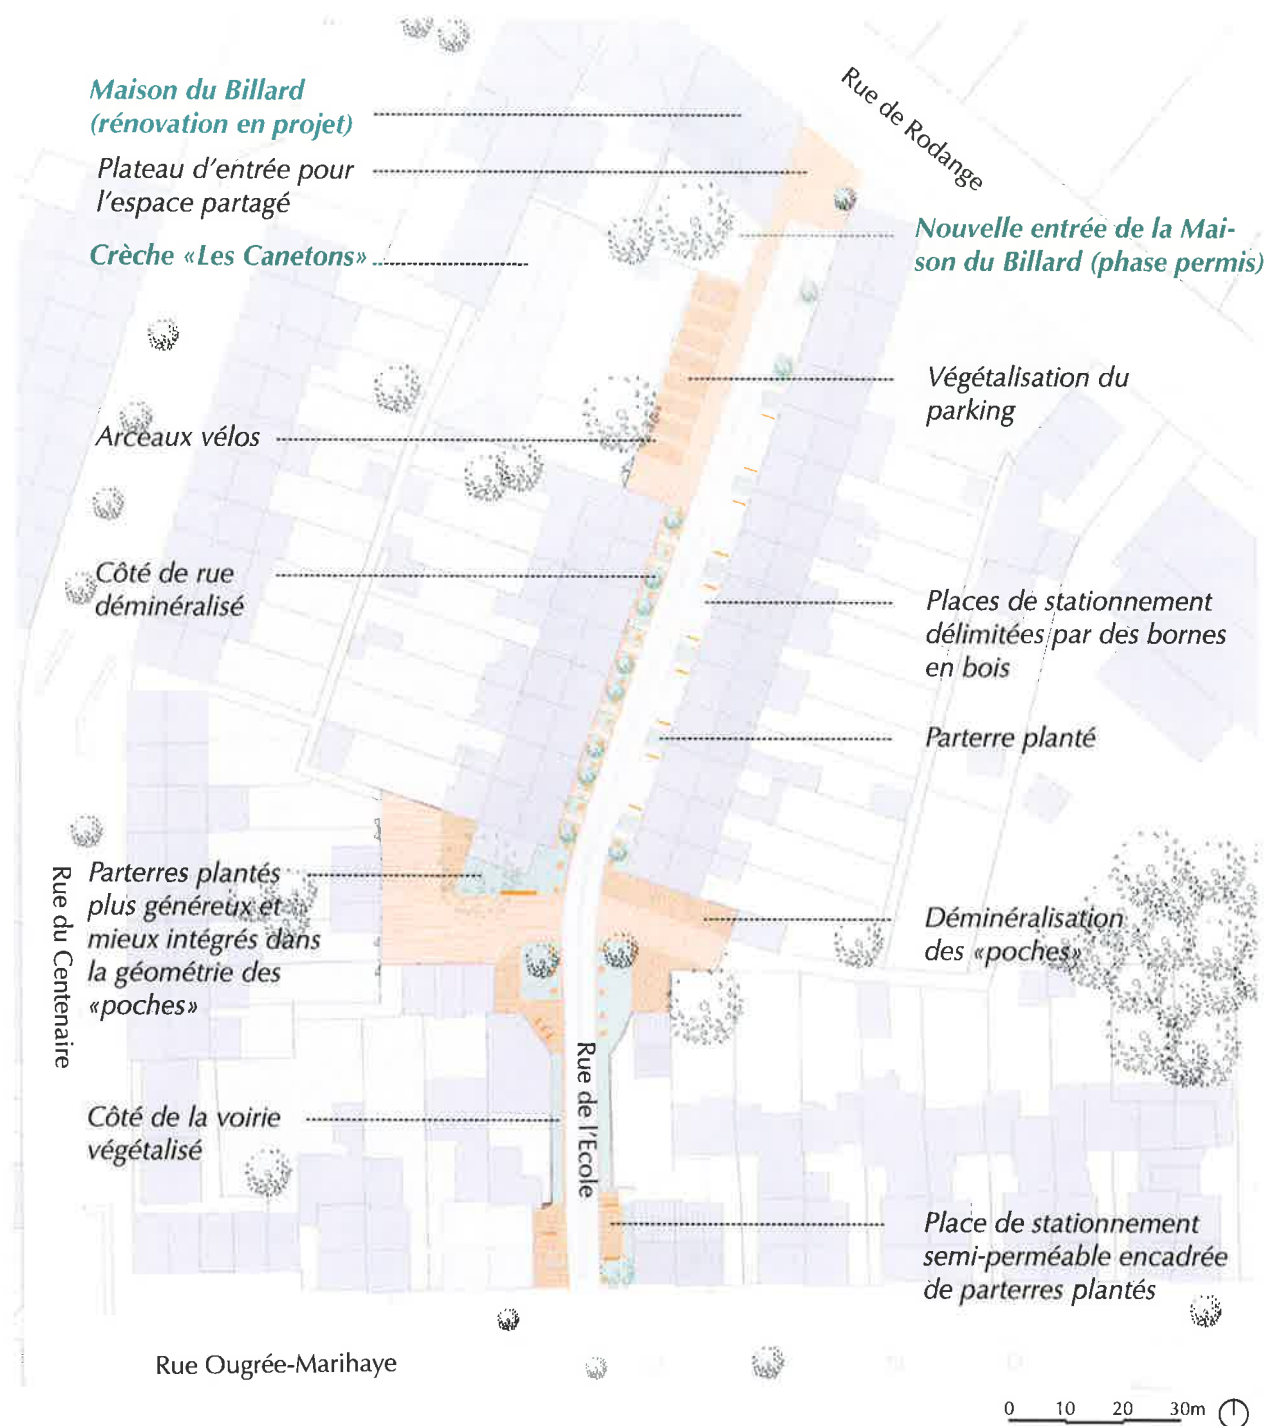 Maison du Billard
(rénovation en projet)
Plateau d'entrée pour
l'espace partagé
Crèche «Les Canetons»
Rue de Rodange
Nouvelle entrée de la Mai-
son du Billard (phase permis)
Végétalisation du
parking
Arceaux vélos
Côté de rue
déminéralisé
Places de stationnement
délimitées par des bornes
en bois
Parterre planté
Rue du Centenaire
Parterres plantés
plus généreux et
mieux intégrés dans
la géométrie des
«poches»
Déminéralisation
des «poches»
Rue de l'Ecole
Côté de la voirie
végétalisé
Place de stationnement
semi-perméable encadrée
de parterres plantés
Rue Ougrée-Marihaye
0 10 20 30m